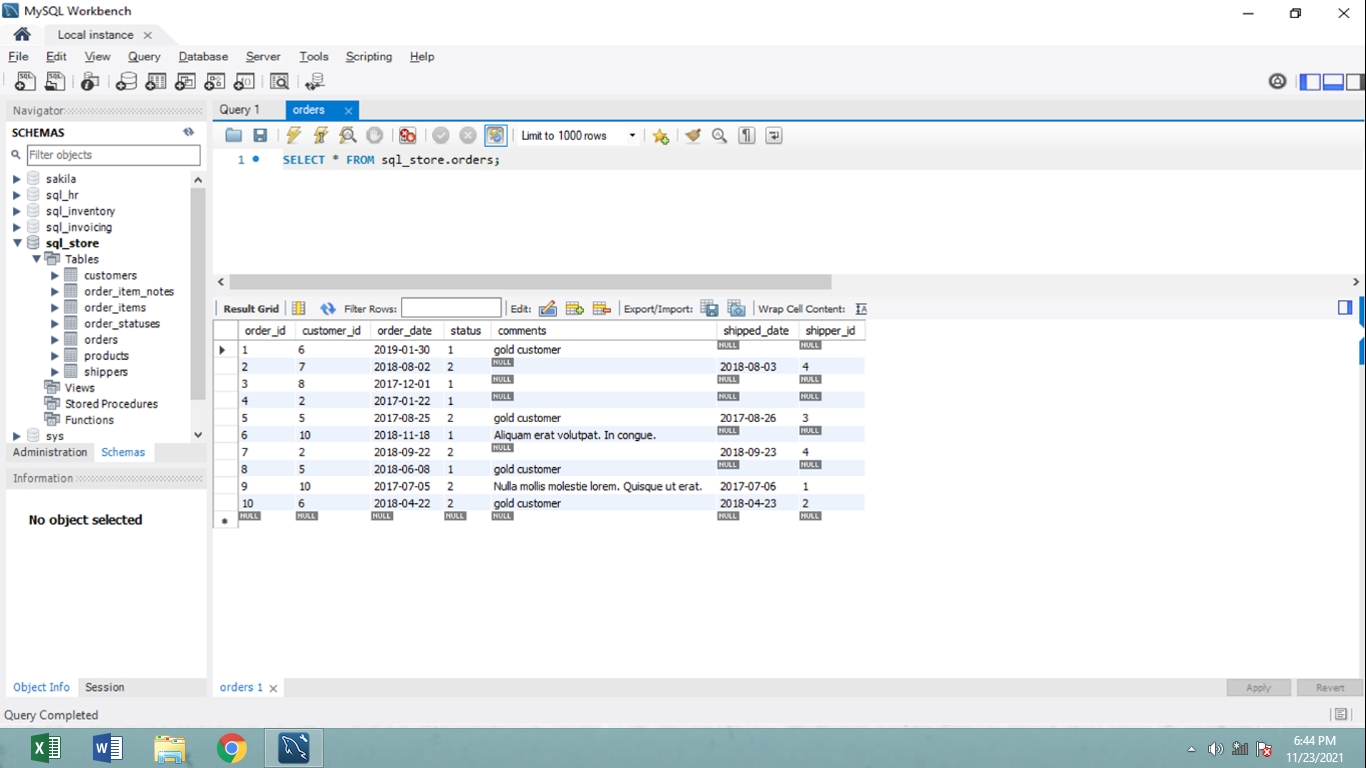 MySQL Workbench
Local instance
File Edit View Query Database Server Tools Scripting Help
Navigator
SCHEMAS
Filter objects
sakila
sql_hr
sql_inventory
sql_invoicing
sql_store
Tables
customers
order_item_notes
order_items
order_statuses
orders
products
shippers
Views
Stored Procedures
Functions
sys
Administration Schemas
Information
No object selected
Object Info Session
Query 1 orders
Limit to 1000 rows
1 SELECT * FROM sql_store.orders;
Result Grid Filter Rows: Edit: Export/Import: Wrap Cell Content: IA
order_id customer_id order_date status comments shipped_date shipper_id
1 6 2019-01-30 1 gold customer NULL NULL
2 7 2018-08-02 2 NULL 2018-08-03 4
3 8 2017-12-01 1 NULL NULL NULL
4 2 2017-01-22 1 NULL NULL NULL
5 5 2017-08-25 2 gold customer 2017-08-26 3
6 10 2018-11-18 1 Aliquam erat volutpat. In congue. NULL NULL
7 2 2018-09-22 2 NULL 2018-09-23 4
8 5 2018-06-08 1 gold customer NULL NULL
9 10 2017-07-05 2 Nulla mollis molestie lorem. Quisque ut erat. 2017-07-06 1
10 6 2018-04-22 2 gold customer 2018-04-23 2
NULL NULL NULL NULL NULL NULL NULL
orders 1
Apply Revert
Query Completed
6:44 PM
11/23/2021